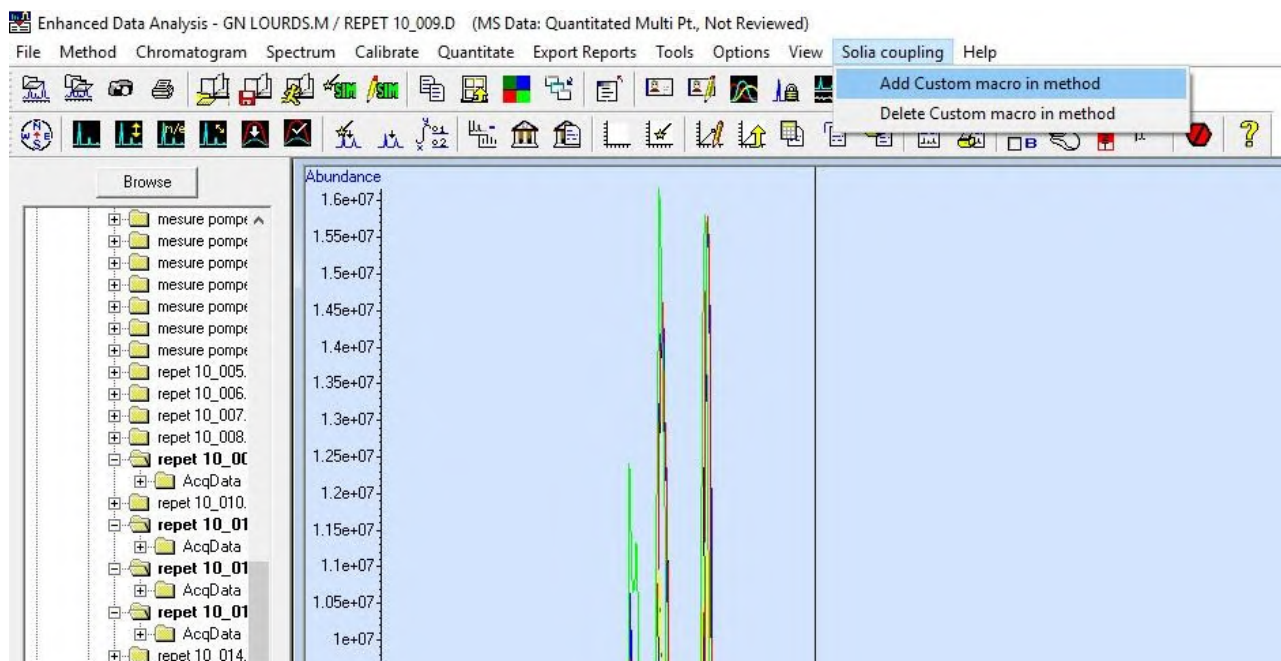 Enhanced Data Analysis - GN LOURDS.M / REPET 10_009.D (MS Data: Quantitated Multi Pt., Not Reviewed)
File Method Chromatogram Spectrum Calibrate Quantitate Export Reports Tools Options View Solia coupling Help
Add Custom macro in method
Delete Custom macro in method
SIM SIM
n/e
B
Browse
mesure pompe
mesure pompe
mesure pompe
mesure pompe
mesure pompe
mesure pompe
mesure pompe
repet 10_005.
repet 10_006.
repet 10_007.
repet 10_008.
repet 10_00
AcqData
repet 10_010.
repet 10_01
AcqData
repet 10_01
AcqData
repet 10_01
AcqData
repet 10_014.
Abundance
1.6e+07
1.55e+07
1.5e+07
1.45e+07
1.4e+07
1.35e+07
1.3e+07
1.25e+07
1.2e+07
1.15e+07
1.1e+07
1.05e+07
1e+07